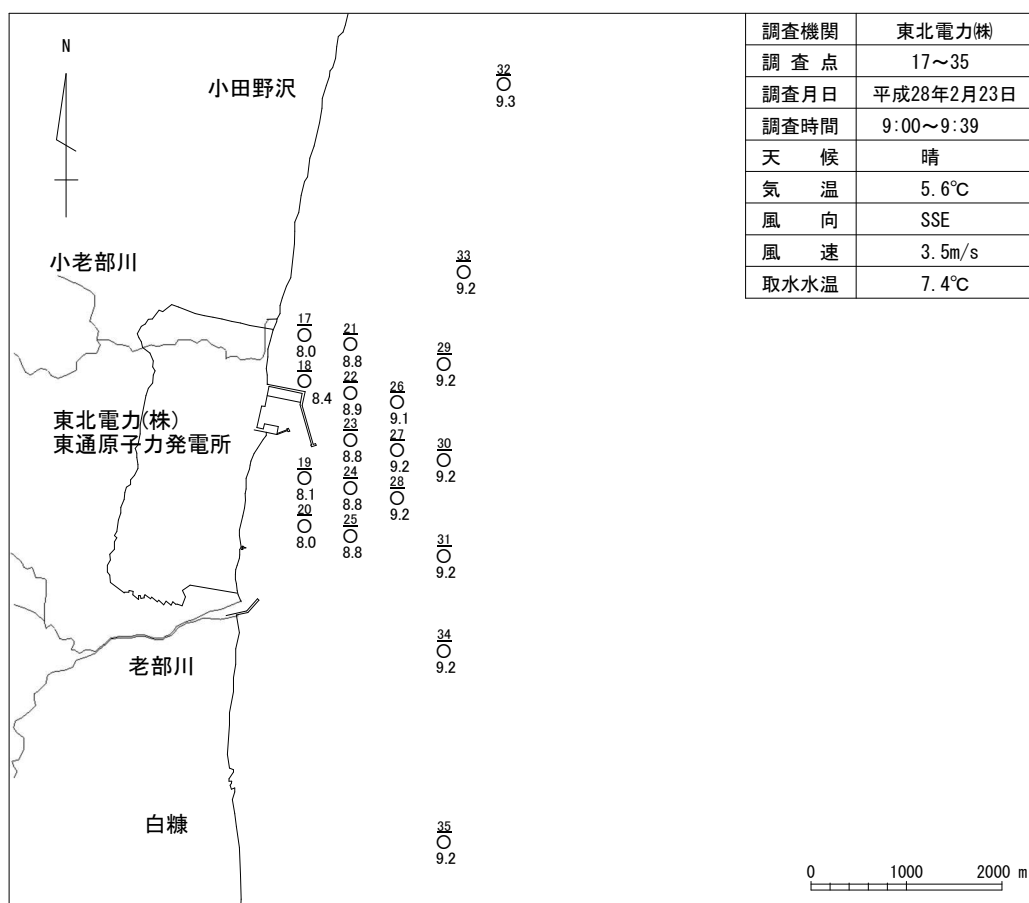 調査機関 東北電力㈱
調査点 17~35
調査月日 平成28年2月23日
調査時間 9:00~9:39
天候 晴
気温 5.6℃
風向 SSE
風速 3.5m/s
取水水温 7.4℃
N
小田野沢
32
9.3
小老部川
33
9.2
17
8.0
21
8.8
29
9.2
18
8.4
22
8.9
26
9.1
東北電力(株)
東通原子力発電所
23
8.8
27
9.2
30
9.2
19
8.1
24
8.8
28
9.2
20
8.0
25
8.8
31
9.2
34
9.2
老部川
白糠
35
9.2
0 1000 2000 m